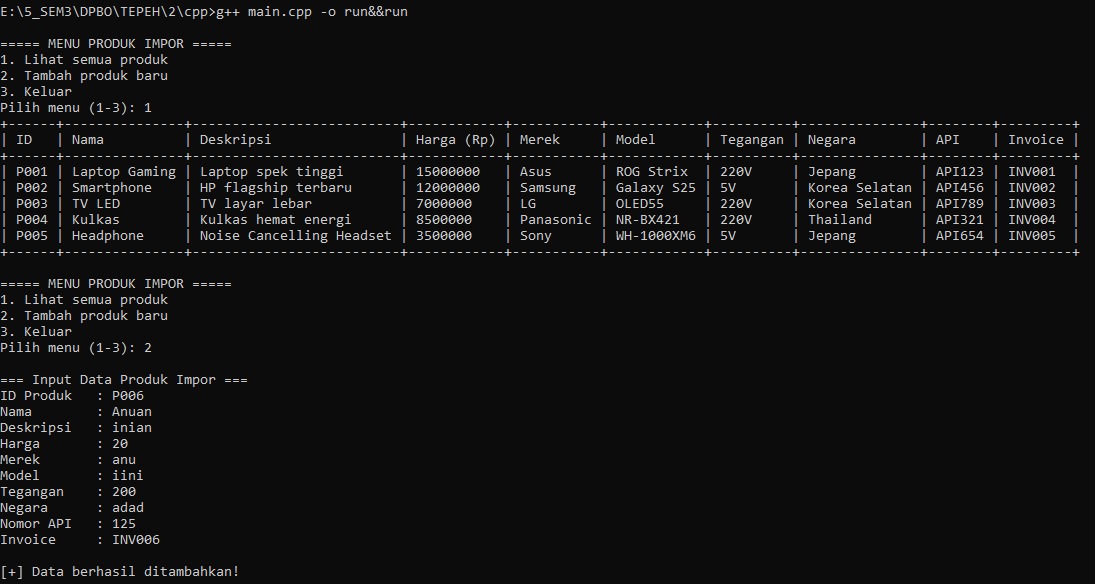 E:\5_SEM3\DPBO\TEPEH\2\cpp>g++ main.cpp -o run&&run

===== MENU PRODUK IMPOR =====
1. Lihat semua produk
2. Tambah produk baru
3. Keluar
Pilih menu (1-3): 1
+------+---------------+--------------------------+------------+-----------+------------+----------+---------------+--------+---------+
| ID   | Nama          | Deskripsi                | Harga (Rp) | Merek     | Model      | Tegangan | Negara        | API    | Invoice |
+------+---------------+--------------------------+------------+-----------+------------+----------+---------------+--------+---------+
| P001 | Laptop Gaming | Laptop spek tinggi       | 15000000   | Asus      | ROG Strix  | 220V     | Jepang        | API123 | INV001  |
| P002 | Smartphone    | HP flagship terbaru      | 12000000   | Samsung   | Galaxy S25 | 5V       | Korea Selatan | API456 | INV002  |
| P003 | TV LED        | TV layar lebar           | 7000000    | LG        | OLED55     | 220V     | Korea Selatan | API789 | INV003  |
| P004 | Kulkas        | Kulkas hemat energi      | 8500000    | Panasonic | NR-BX421   | 220V     | Thailand      | API321 | INV004  |
| P005 | Headphone     | Noise Cancelling Headset | 3500000    | Sony      | WH-1000XM6 | 5V       | Jepang        | API654 | INV005  |
+------+---------------+--------------------------+------------+-----------+------------+----------+---------------+--------+---------+

===== MENU PRODUK IMPOR =====
1. Lihat semua produk
2. Tambah produk baru
3. Keluar
Pilih menu (1-3): 2

=== Input Data Produk Impor ===
ID Produk   : P006
Nama        : Anuan
Deskripsi   : inian
Harga       : 20
Merek       : anu
Model       : iini
Tegangan    : 200
Negara      : adad
Nomor API   : 125
Invoice     : INV006

[+] Data berhasil ditambahkan!